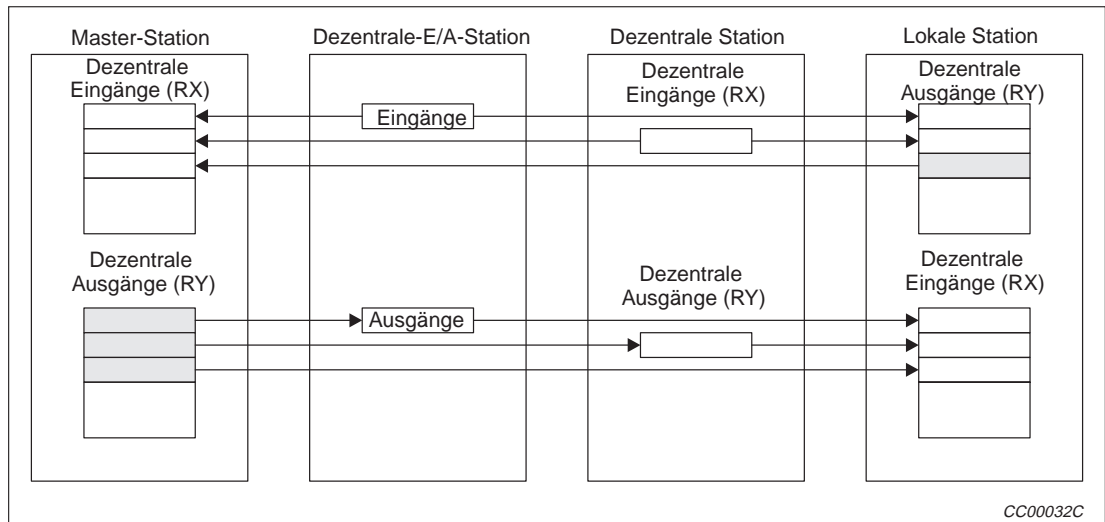 Master-Station
Dezentrale-E/A-Station
Dezentrale Station
Lokale Station
Dezentrale
Eingänge (RX)
Dezentrale
Eingänge (RX)
Dezentrale
Ausgänge (RY)
Eingänge
Dezentrale
Ausgänge (RY)
Dezentrale
Ausgänge (RY)
Dezentrale
Eingänge (RX)
Ausgänge
CC00032C